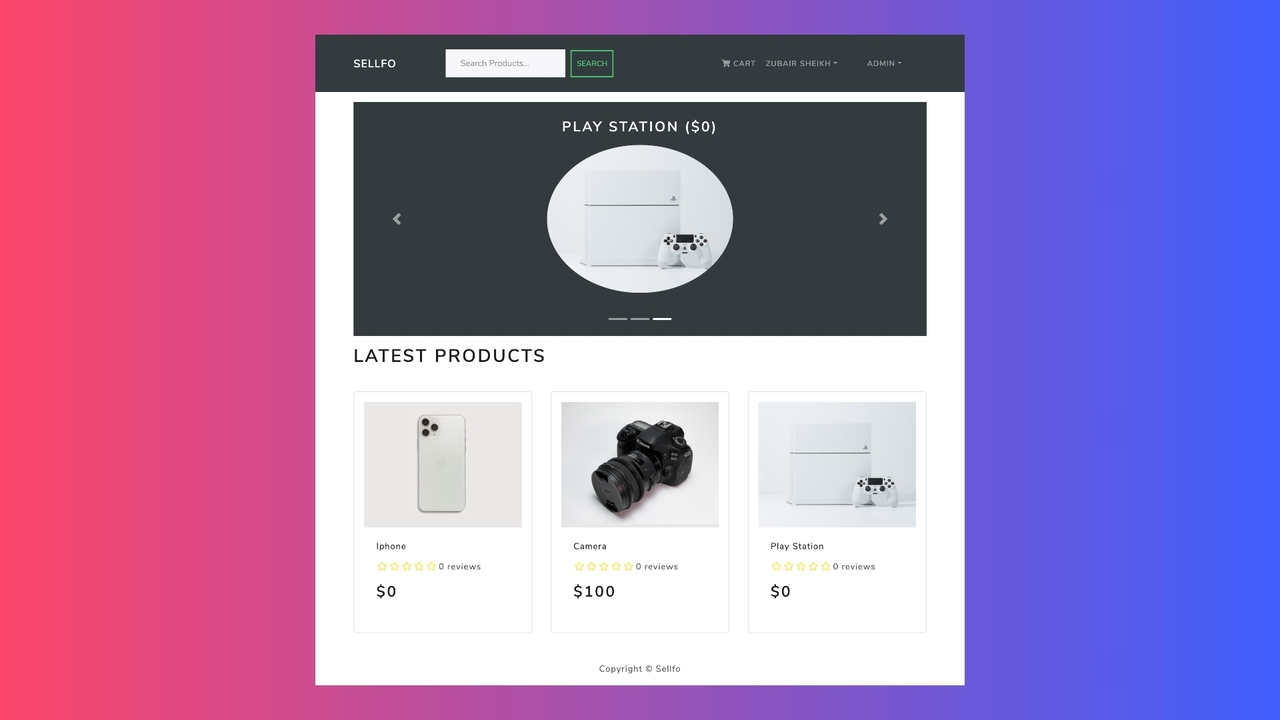 SELLFO Search Products... SEARCH CART ZUBAIR SHEIKH ADMIN
PLAY STATION ($0)
LATEST PRODUCTS
Iphone Camera Play Station
0 reviews 0 reviews 0 reviews
$0 $100 $0
Copyright © Sellfo